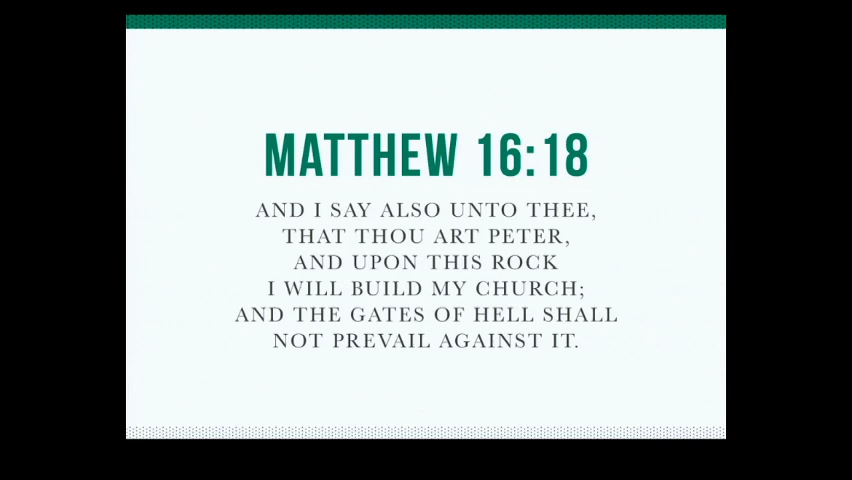 MATTHEW 16:18
AND I SAY ALSO UNTO THEE,
THAT THOU ART PETER,
AND UPON THIS ROCK
I WILL BUILD MY CHURCH;
AND THE GATES OF HELL SHALL
NOT PREVAIL AGAINST IT.